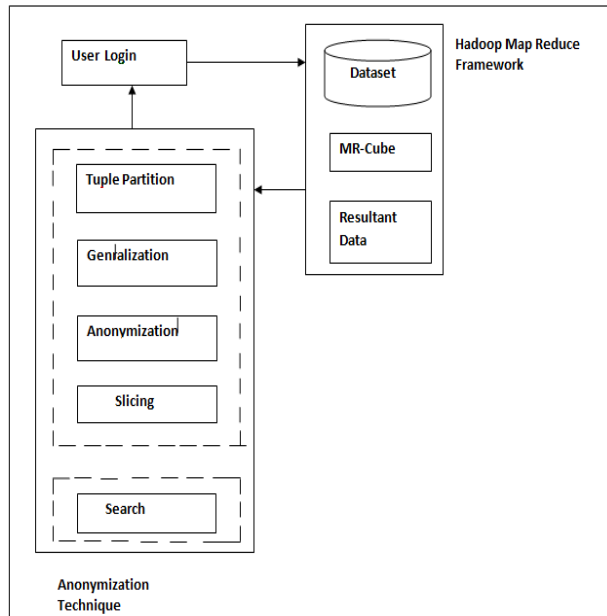 User Login
Hadoop Map Reduce
Framework
Dataset
MR-Cube
Resultant
Data
Tuple Partition
Genralization
Anonymization
Slicing
Search
Anonymization
Technique